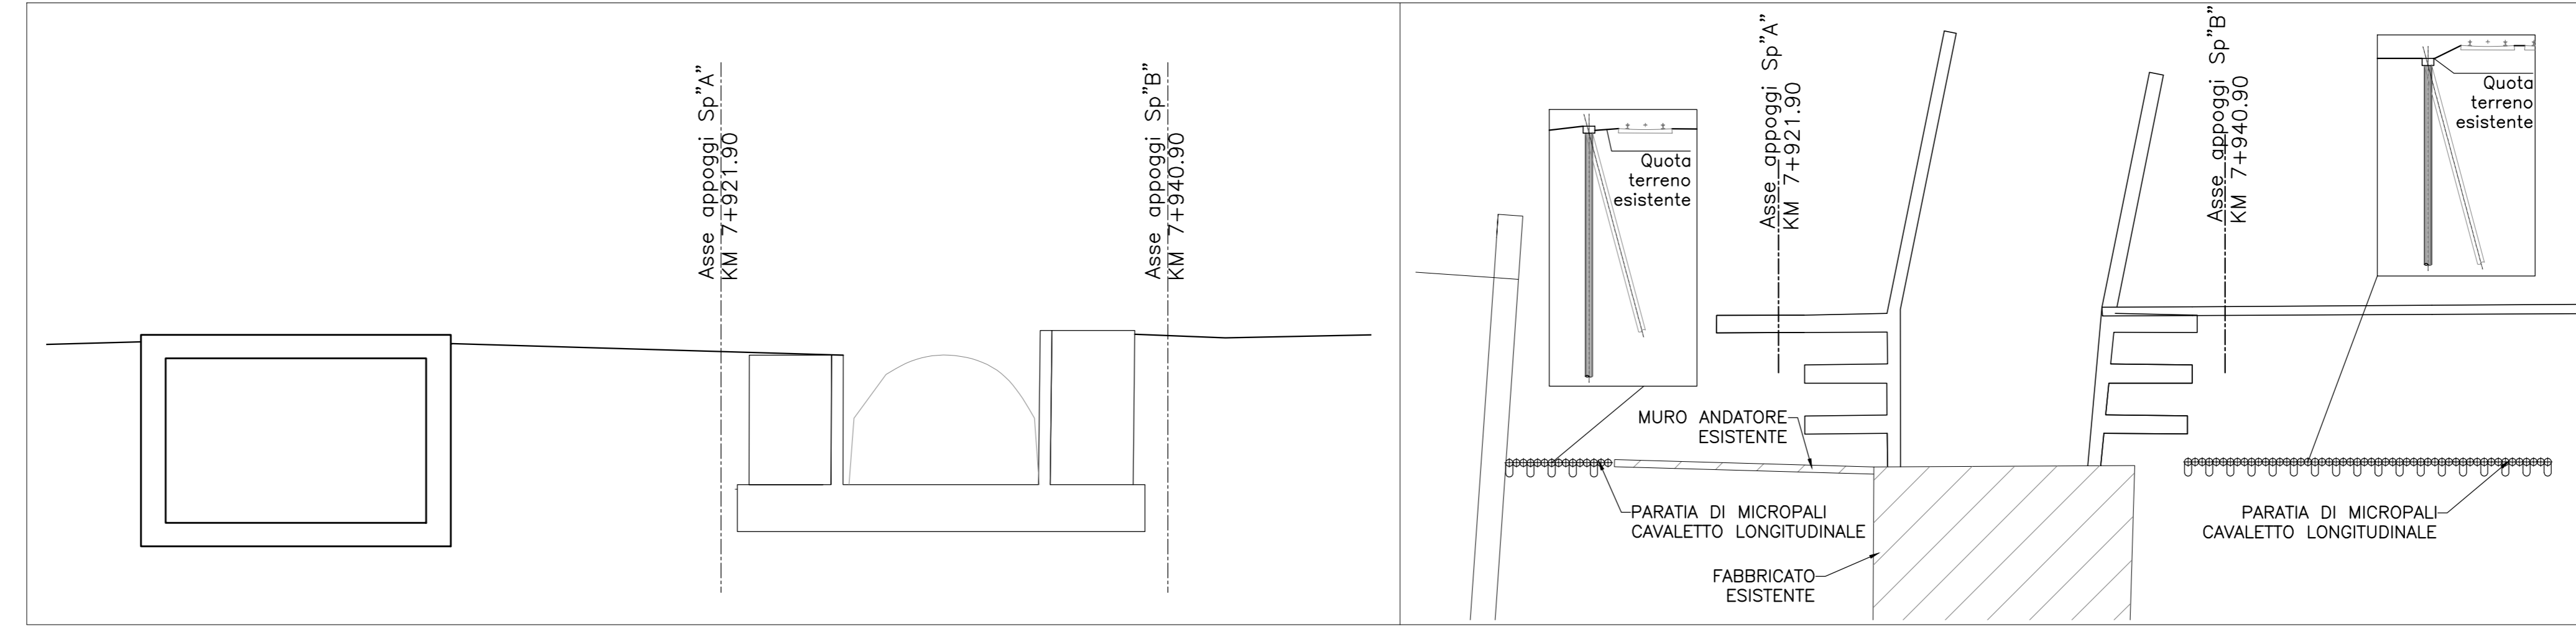 Asse appoggi Sp"A"
KM 7+921.90
Asse appoggi Sp"B"
KM 7+940.90
Quota
terreno
esistente
Asse appoggi Sp"A"
KM 7+921.90
Asse appoggi Sp"B"
KM 7+940.90
Quota
terreno
esistente
MURO ANDATORE
ESISTENTE
PARATIA DI MICROPALI
CAVALETTO LONGITUDINALE
FABBRICATO
ESISTENTE
PARATIA DI MICROPALI
CAVALETTO LONGITUDINALE